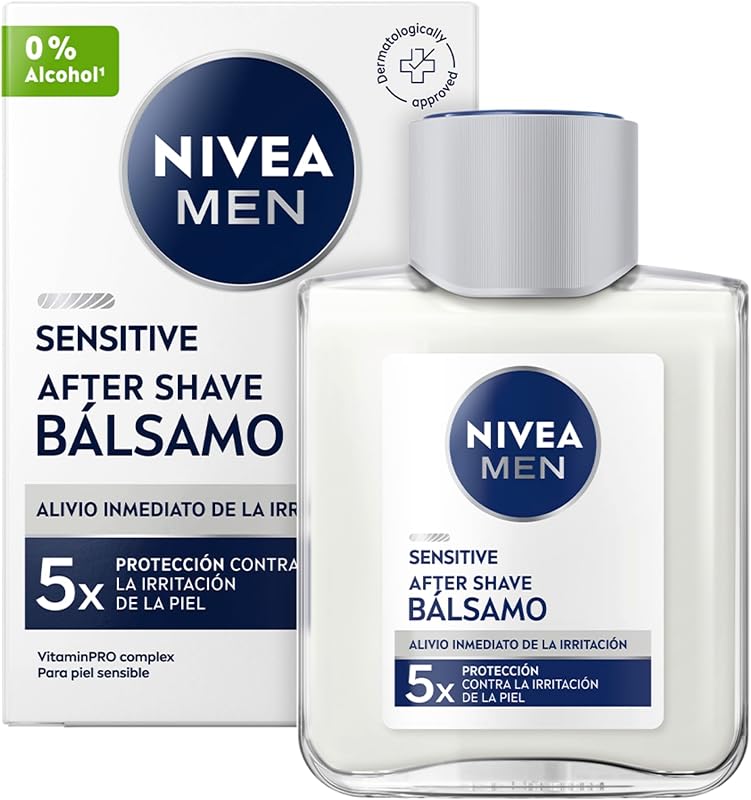 0%
Alcohol¹
Dermatologically
approved
NIVEA
MEN
SENSITIVE
AFTER SHAVE
BÁLSAMO
ALIVIO INMEDIATO DE LA IRR
5x
PROTECCIÓN CONTRA
LA IRRITACIÓN
DE LA PIEL
VitaminPRO complex
Para piel sensible
NIVEA
MEN
SENSITIVE
AFTER SHAVE
BÁLSAMO
ALIVIO INMEDIATO DE LA IRRITACIÓN
5x
PROTECCIÓN
CONTRA LA IRRITACIÓN
DE LA PIEL